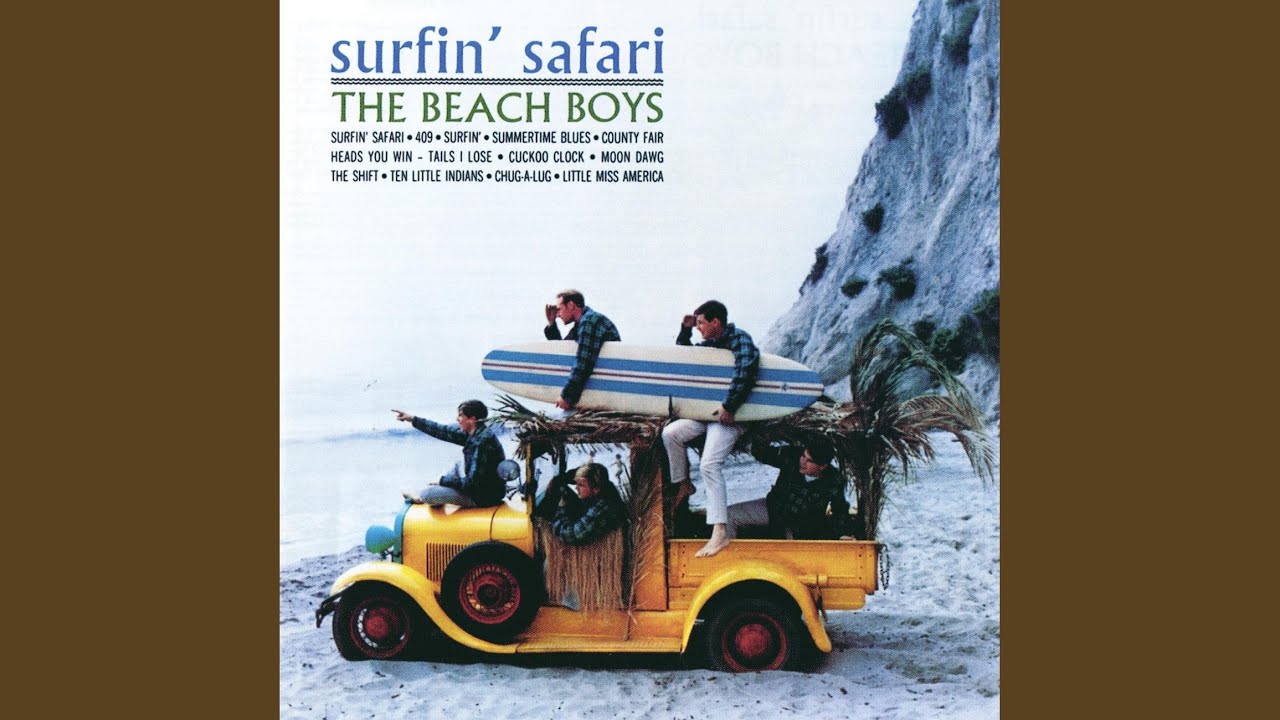 surfin' safari
THE BEACH BOYS
SURFIN' SAFARI • 409 • SURFIN' • SUMMERTIME BLUES • COUNTY FAIR
HEADS YOU WIN – TAILS I LOSE • CUCKOO CLOCK • MOON DAWG
THE SHIFT • TEN LITTLE INDIANS • CHUG-A-LUG • LITTLE MISS AMERICA